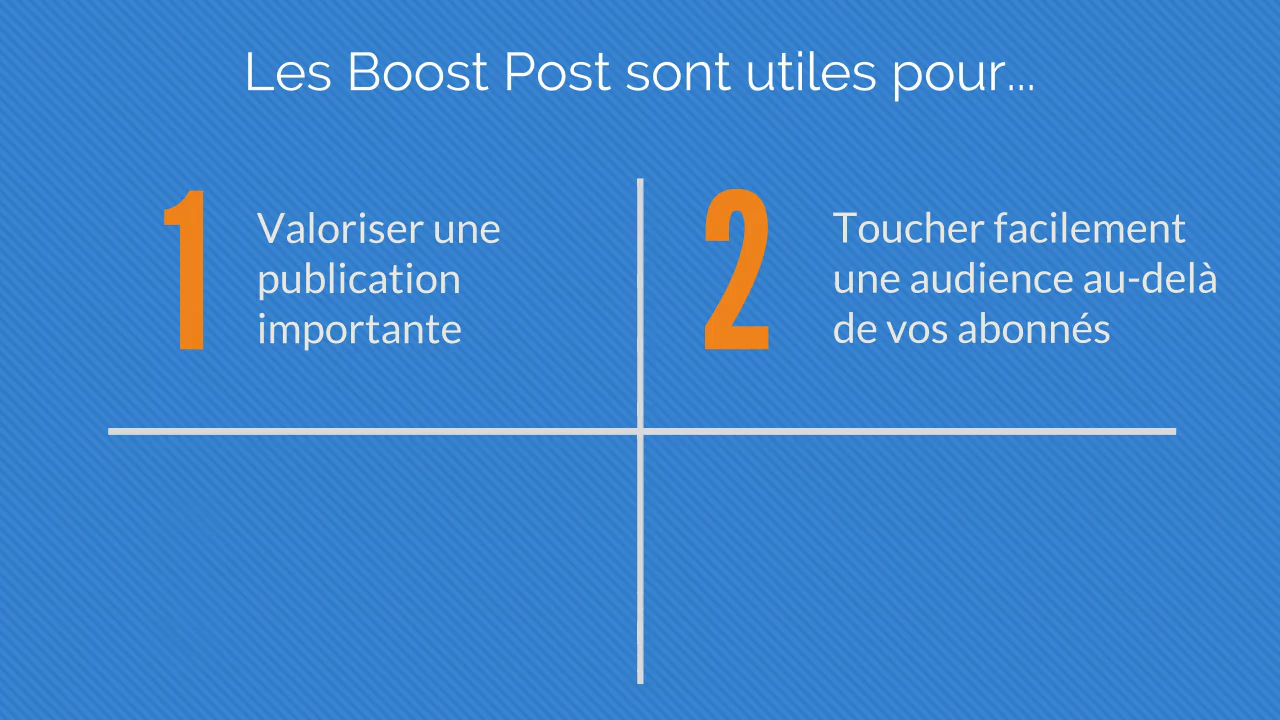 Les Boost Post sont utiles pour...
1
Valoriser une
publication
importante
2
Toucher facilement
une audience au-delà
de vos abonnés